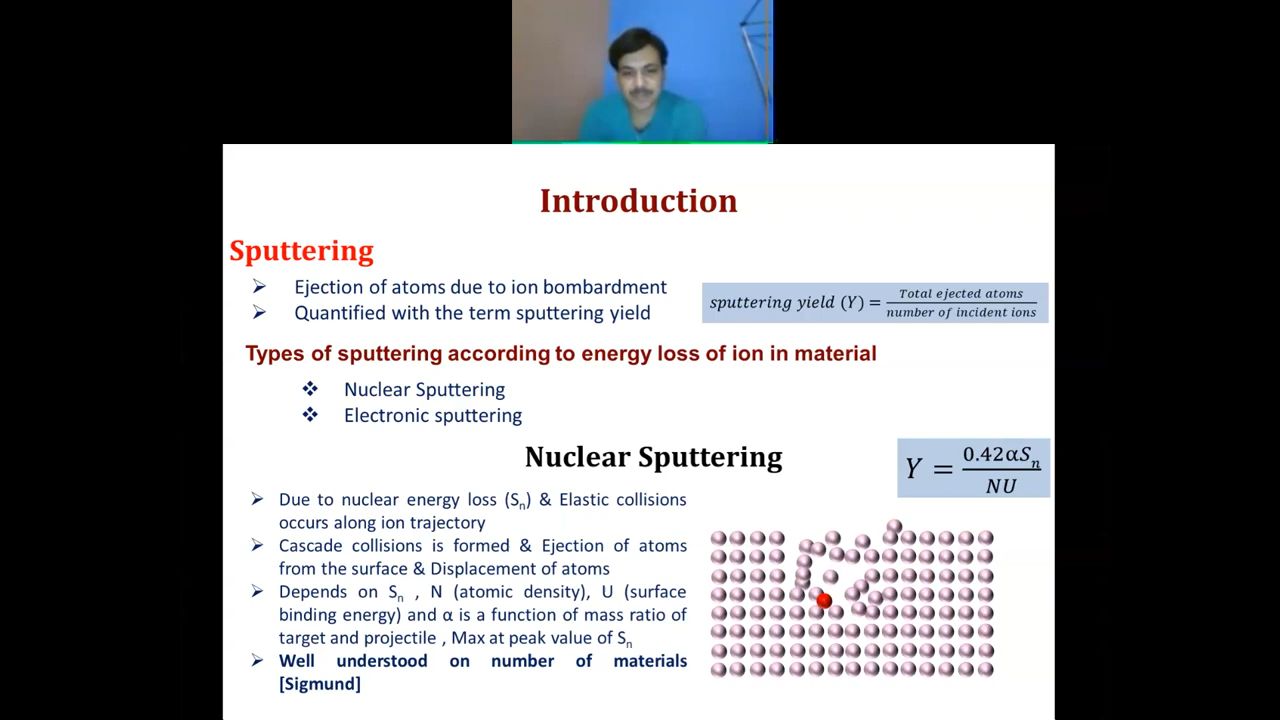 Introduction
Sputtering
➢ Ejection of atoms due to ion bombardment
➢ Quantified with the term sputtering yield
sputtering yield (Y) = Total ejected atoms / number of incident ions
Types of sputtering according to energy loss of ion in material
❖ Nuclear Sputtering
❖ Electronic sputtering
Nuclear Sputtering
Y = 0.42αSₙ / NU
➢ Due to nuclear energy loss (Sₙ) & Elastic collisions
occurs along ion trajectory
➢ Cascade collisions is formed & Ejection of atoms
from the surface & Displacement of atoms
➢ Depends on Sₙ , N (atomic density), U (surface
binding energy) and α is a function of mass ratio of
target and projectile , Max at peak value of Sₙ
➢ Well understood on number of materials
[Sigmund]